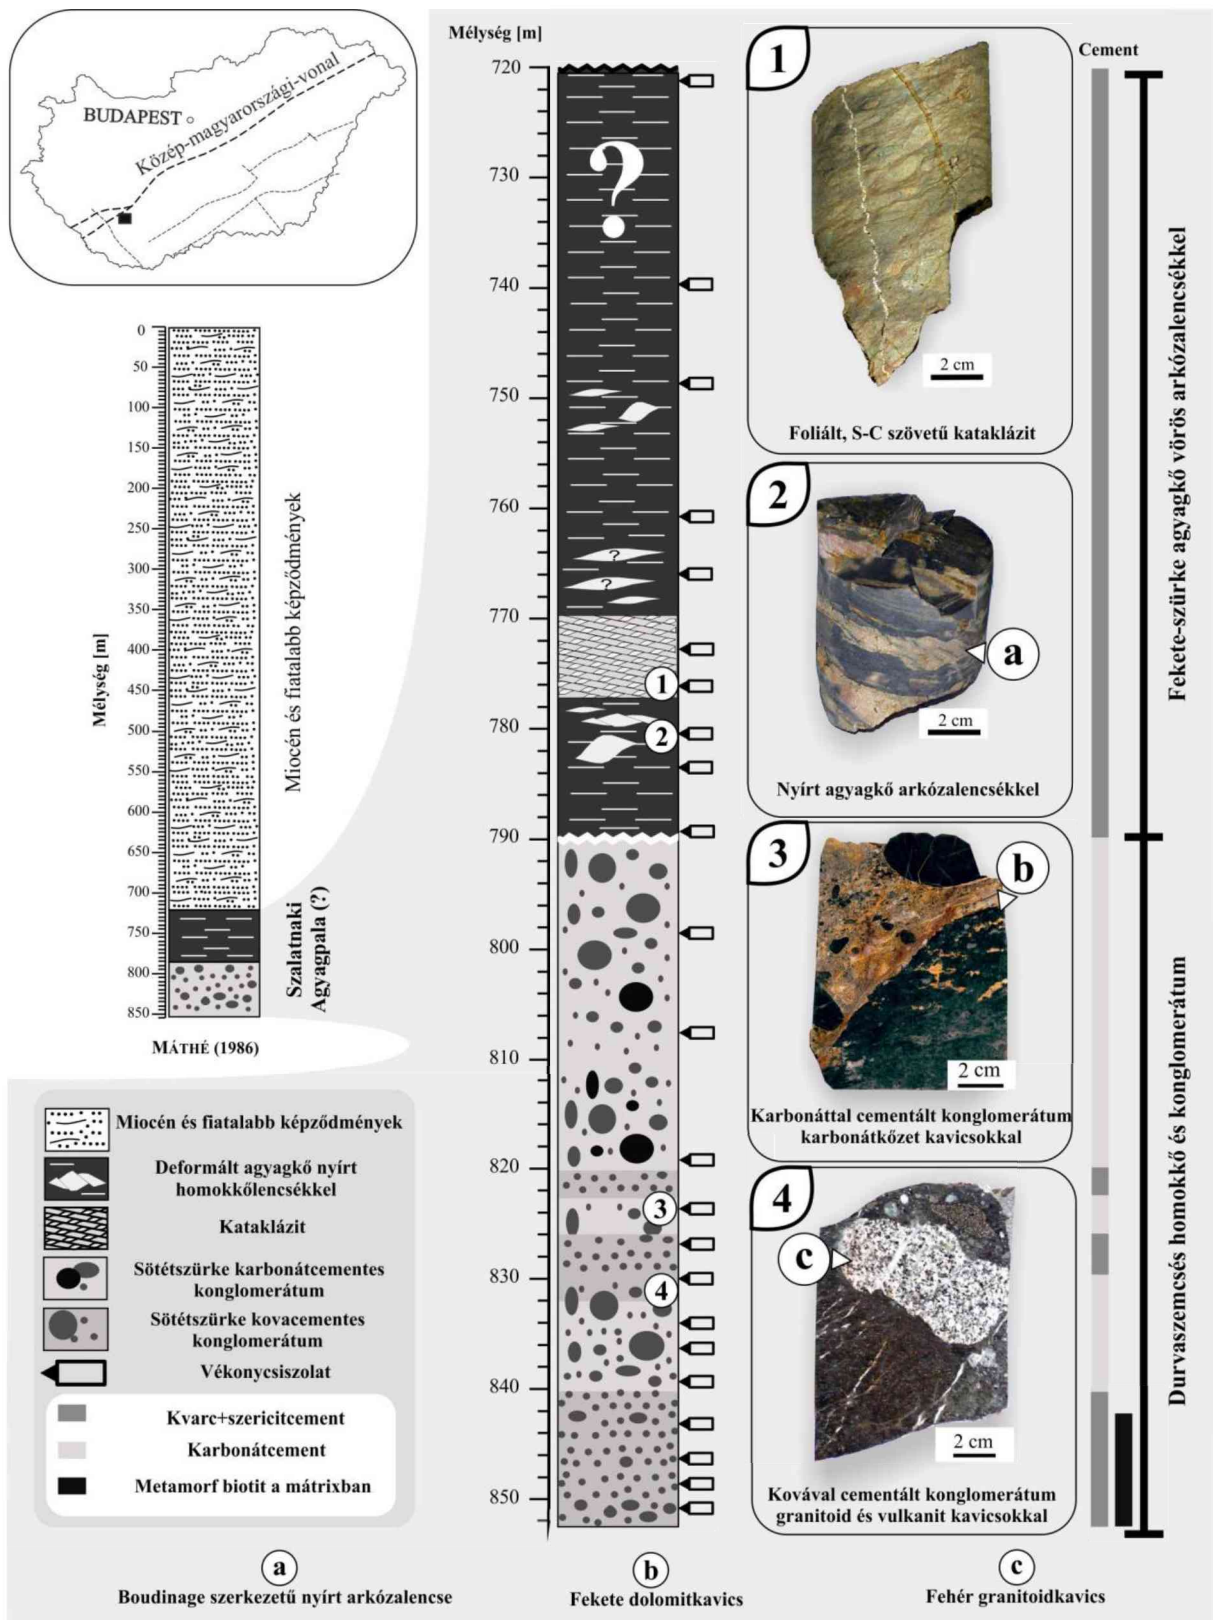 BUDAPEST
Közép-magyarországi-vonal
Mélység [m]
0
50
100
150
200
250
300
350
400
450
500
550
600
650
700
750
800
850
Miocén és fiatalabb képződmények
Szalatnaki
Agyagpala (?)
MÁTHÉ (1986)
Miocén és fiatalabb képződmények
Deformált agyagkő nyírt
homokkőlencsékkel
Kataklázit
Sötétszürke karbonátcementes
konglomerátum
Sötétszürke kovacementes
konglomerátum
Vékonycsiszolat
Kvarc+szericitcement
Karbonátcement
Metamorf biotit a mátrixban
Mélység [m]
720
730
740
750
760
770
780
790
800
810
820
830
840
850
?
?
?
1
2
3
4
1
2 cm
Foliált, S-C szövetű kataklázit
2
a
2 cm
Nyírt agyagkő arkózalencsékkel
3
b
2 cm
Karbonáttal cementált konglomerátum
karbonátkőzet kavicsokkal
4
c
2 cm
Kovával cementált konglomerátum
granitoid és vulkanit kavicsokkal
Cement
Fekete-szürke agyagkő vörös arkózalencsékkel
Durvaszemcsés homokkő és konglomerátum
a
Boudinage szerkezetű nyírt arkózalencse
b
Fekete dolomitkavics
c
Fehér granitoidkavics